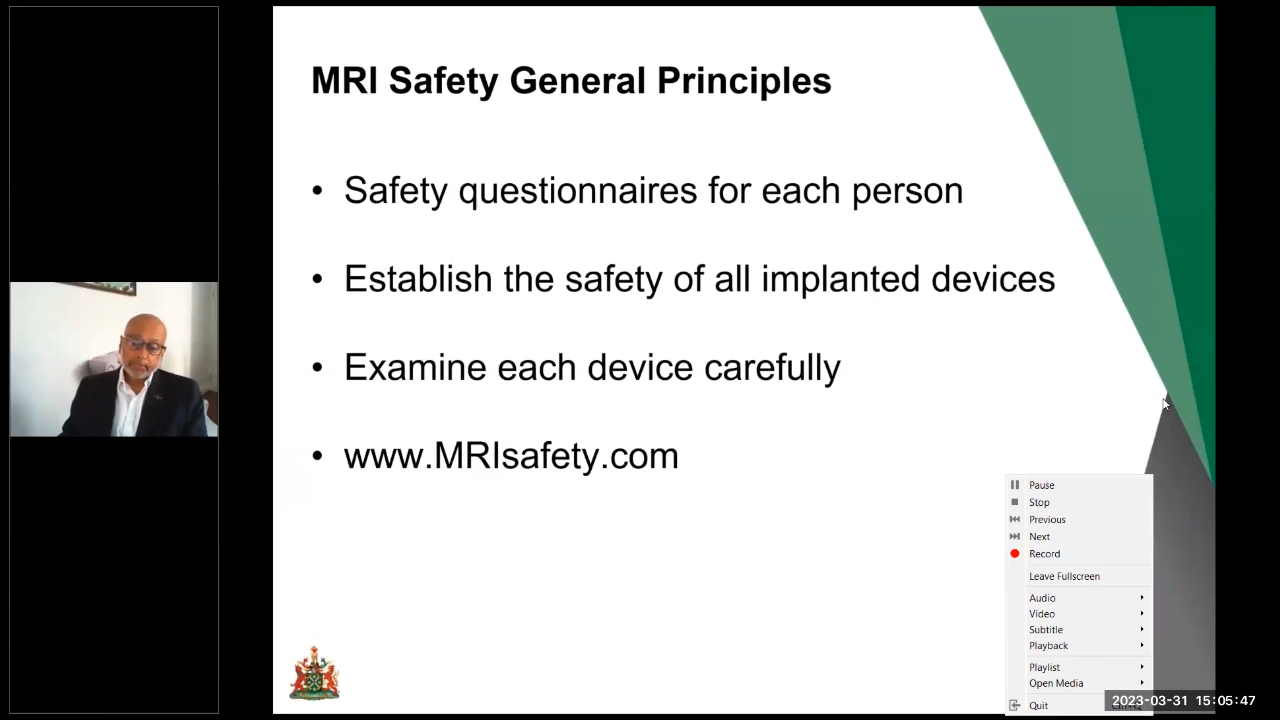 MRI Safety General Principles
• Safety questionnaires for each person
• Establish the safety of all implanted devices
• Examine each device carefully
• www.MRIsafety.com
Pause
Stop
Previous
Next
Record
Leave Fullscreen
Audio
Video
Subtitle
Playback
Playlist
Open Media
Quit
2023-03-31 15:05:47